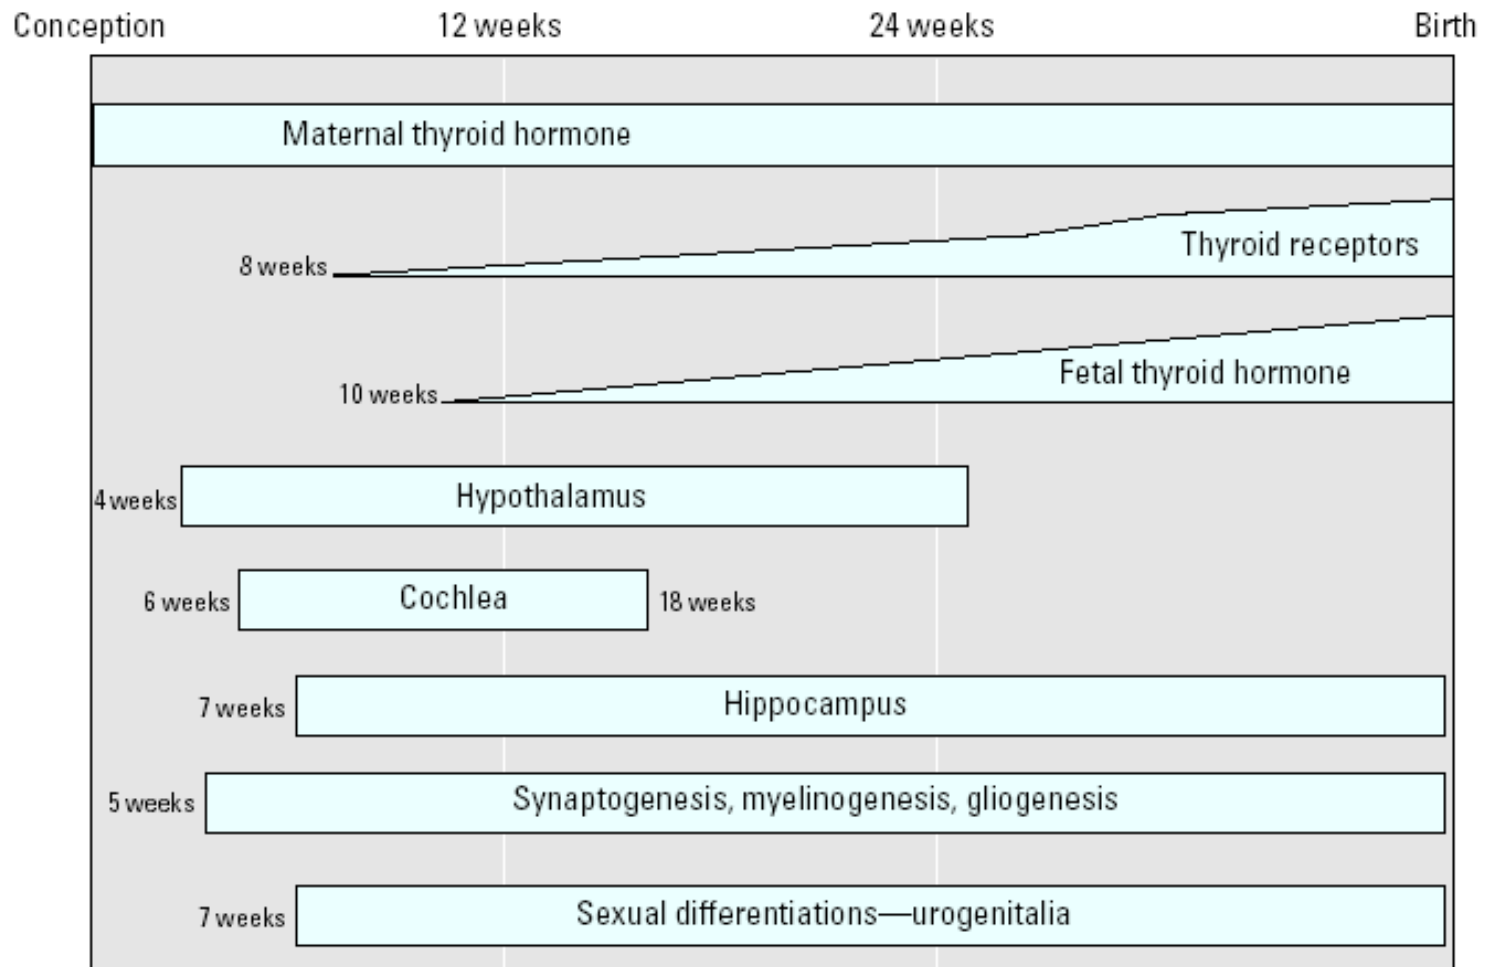 Conception 12 weeks 24 weeks Birth
Maternal thyroid hormone
Thyroid receptors
8 weeks
Fetal thyroid hormone
10 weeks
4 weeks Hypothalamus
6 weeks Cochlea 18 weeks
7 weeks Hippocampus
5 weeks Synaptogenesis, myelinogenesis, gliogenesis
7 weeks Sexual differentiations—urogenitalia